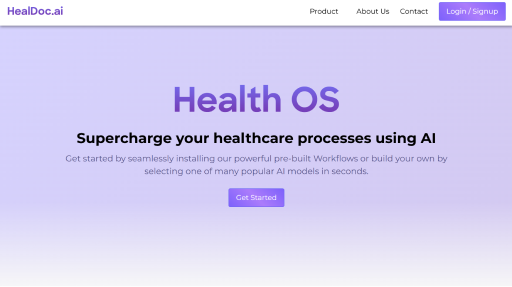 HealDoc.ai
Product
About Us
Contact
Login / Signup
Health OS
Supercharge your healthcare processes using AI
Get started by seamlessly installing our powerful pre-built Workflows or build your own by
selecting one of many popular AI models in seconds.
Get Started